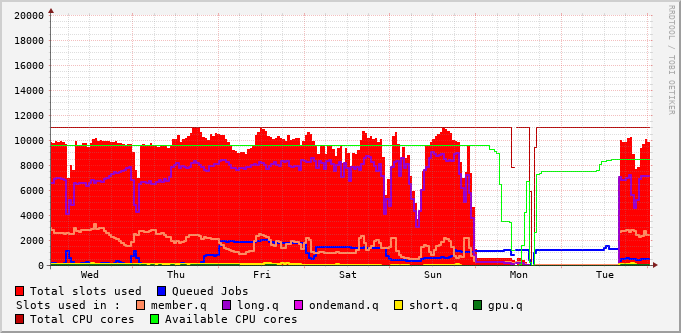 20000
18000
16000
14000
12000
10000
8000
6000
4000
2000
0
Wed Thu Fri Sat Sun Mon Tue
RRDTOOL / TOBI OETIKER
Total slots used Queued Jobs
Slots used in : member.q long.q ondemand.q short.q gpu.q
Total CPU cores Available CPU cores